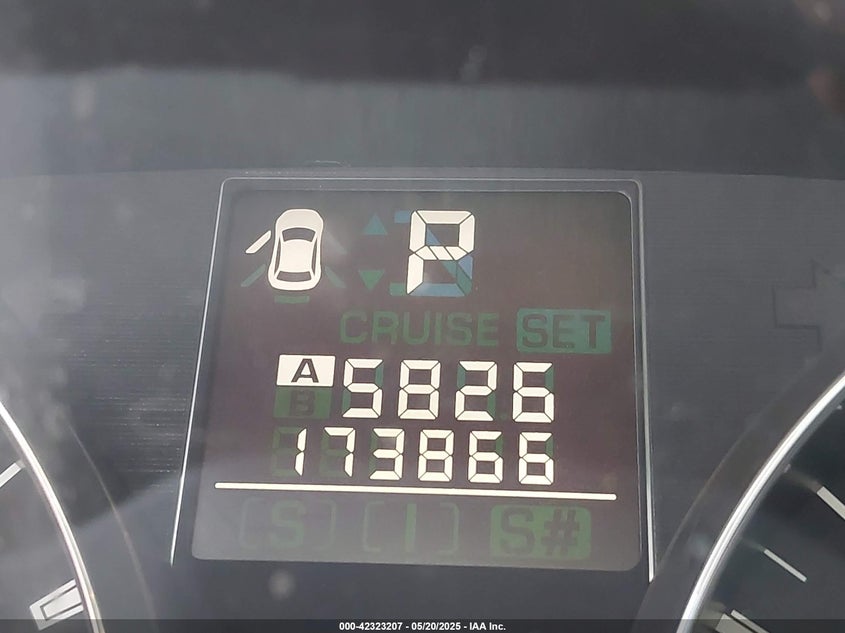 P
CRUISE SET
A 5826
B
173866
[S] [I] S#
000-42323207 - 05/20/2025 - IAA Inc.